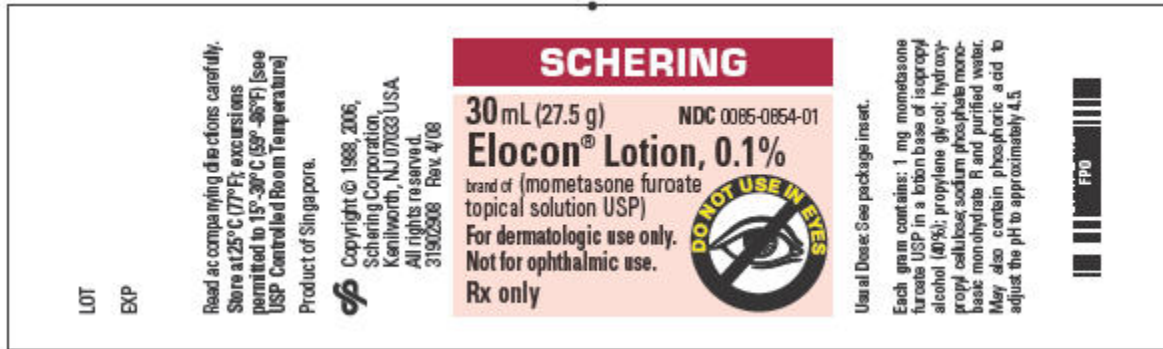 LOT
EXP
Read accompanying directions carefully.
Store at 25°C (77°F); excursions
permitted to 15°-30°C (59°-86°F) [see
USP Controlled Room Temperature]
Product of Singapore.
Copyright © 1988, 2006,
Schering Corporation,
Kenilworth, NJ 07033 USA.
All rights reserved.
31902908 Rev. 4/08
SCHERING
30 mL (27.5 g) NDC 0085-0854-01
Elocon® Lotion, 0.1%
brand of (mometasone furoate
topical solution USP)
For dermatologic use only.
Not for ophthalmic use.
Rx only
DO NOT USE IN EYES
Usual Dose: See package insert.
Each gram contains: 1 mg mometasone
furoate USP in a lotion base of isopropyl
alcohol (40%); propylene glycol; hydroxy-
propyl cellulose; sodium phosphate mono-
basic monohydrate R and purified water.
May also contain phosphoric acid to
adjust the pH to approximately 4.5.
FPO